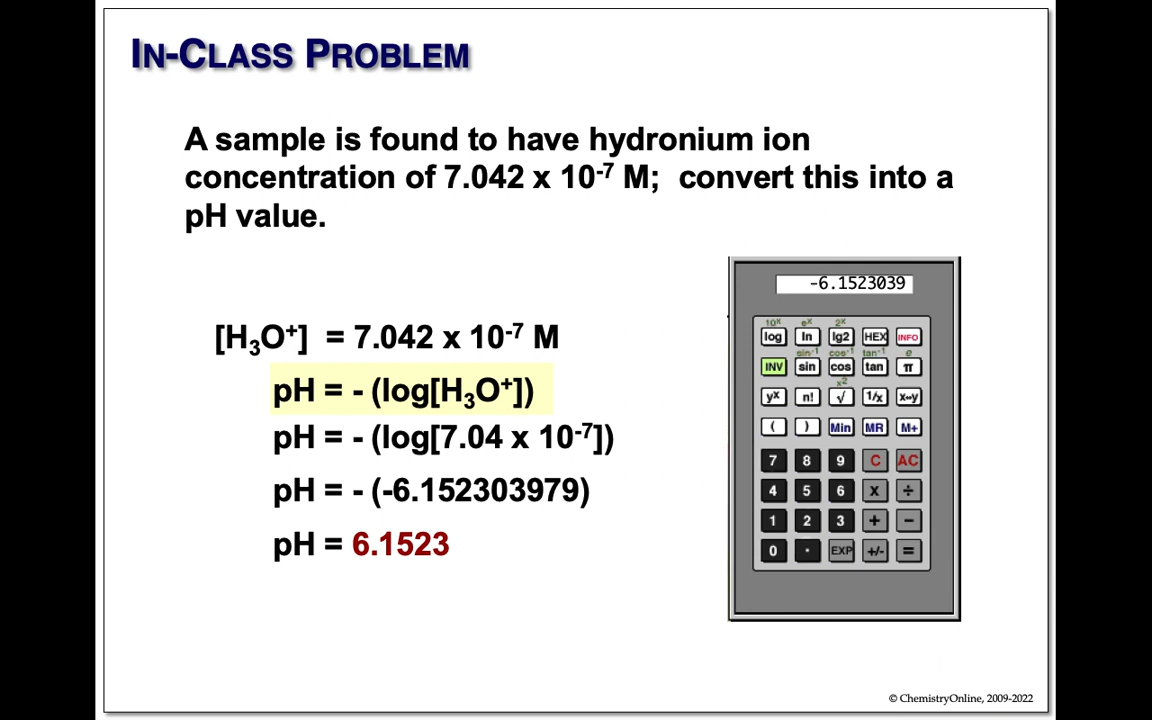 IN-CLASS PROBLEM
A sample is found to have hydronium ion
concentration of 7.042 x 10⁻⁷ M;  convert this into a
pH value.
-6.1523039
[H₃O⁺]  = 7.042 x 10⁻⁷ M
pH = - (log[H₃O⁺])
pH = - (log[7.04 x 10⁻⁷])
pH = - (-6.152303979)
pH = 6.1523
10ˣ eˣ 2ˣ
log ln lg2 HEX INFO
sin⁻¹ cos⁻¹ tan⁻¹ e
INV sin cos tan π
x²
yˣ n! √ 1/x x↔y
( ) Min MR M+
7 8 9 C AC
4 5 6 x ÷
1 2 3 + −
0 · EXP +/- =
© ChemistryOnline, 2009-2022